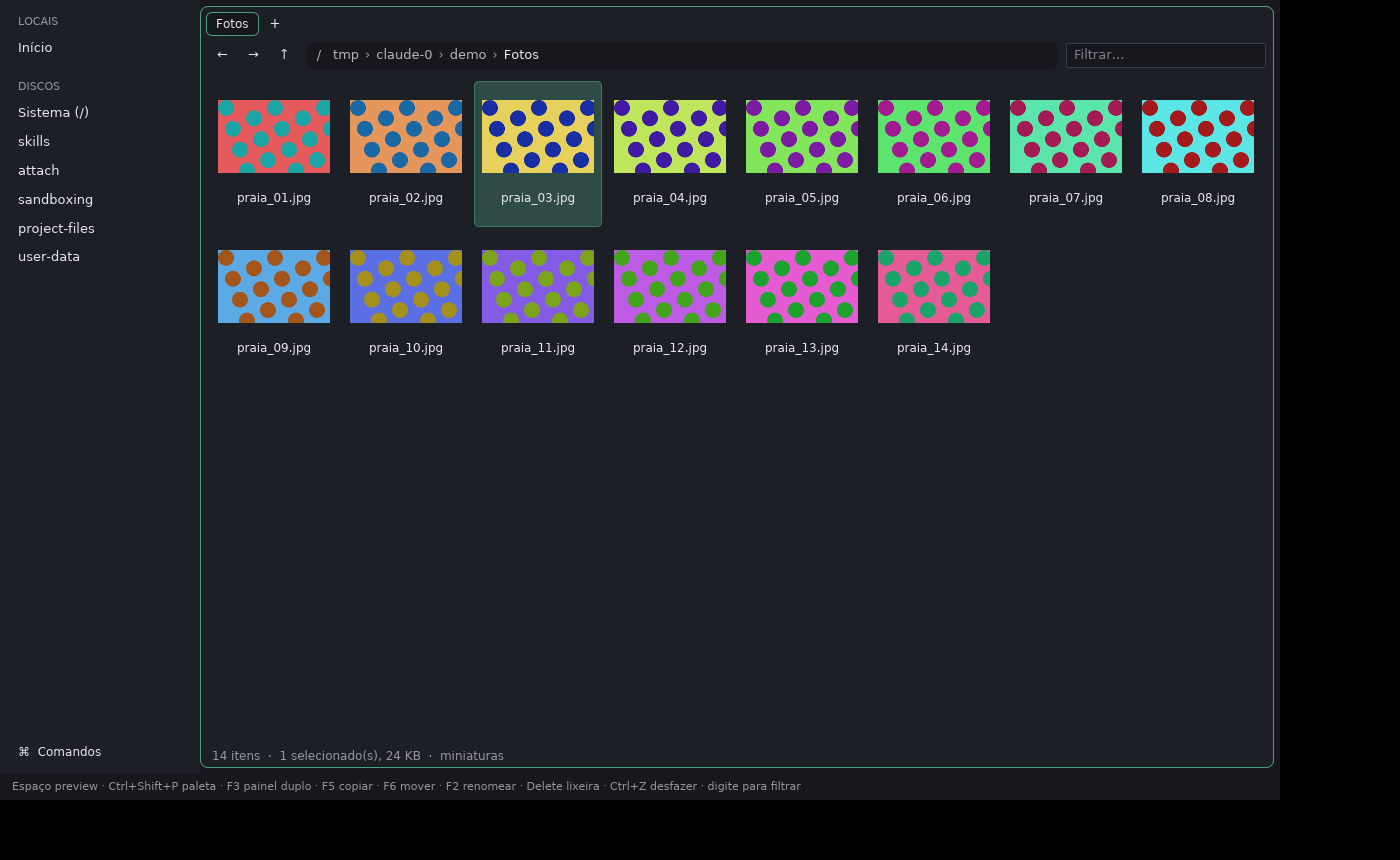 LOCAIS
Início
DISCOS
Sistema (/)
skills
attach
sandboxing
project-files
user-data
⌘ Comandos
Fotos +
← → ↑ / tmp › claude-0 › demo › Fotos Filtrar...
praia_01.jpg praia_02.jpg praia_03.jpg praia_04.jpg praia_05.jpg praia_06.jpg praia_07.jpg praia_08.jpg
praia_09.jpg praia_10.jpg praia_11.jpg praia_12.jpg praia_13.jpg praia_14.jpg
14 itens · 1 selecionado(s), 24 KB · miniaturas
Espaço preview · Ctrl+Shift+P paleta · F3 painel duplo · F5 copiar · F6 mover · F2 renomear · Delete lixeira · Ctrl+Z desfazer · digite para filtrar